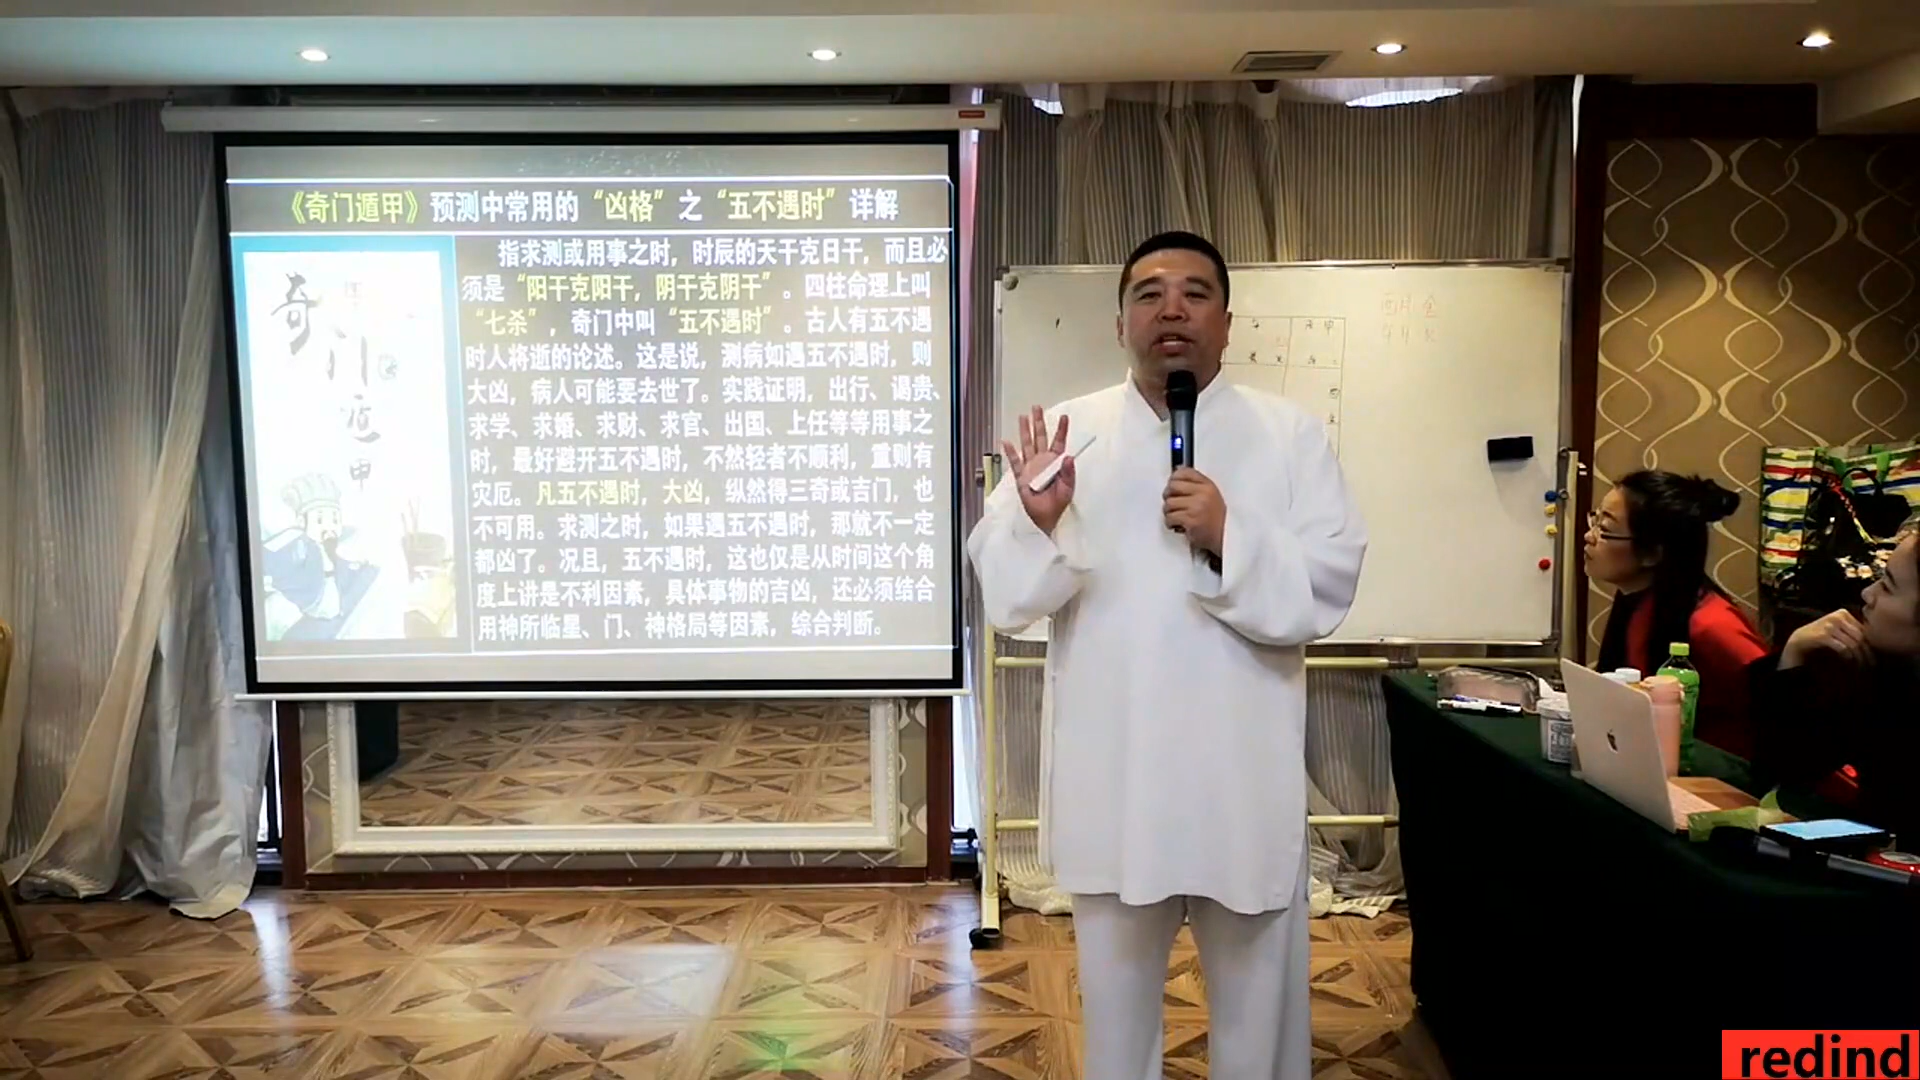 《奇门遁甲》预测中常用的“凶格”之“五不遇时”详解
指求测或用事之时，时辰的天干克日干，而且必
须是“阳干克阳干，阴干克阴干”。四柱命理上叫
“七杀”，奇门中叫“五不遇时”。古人有五不遇
时人将逝的论述。这是说，测病如遇五不遇时，则
大凶，病人可能要去世了。实践证明，出行、谒贵、
求学、求婚、求财、求官、出国、上任等等用事之
时，最好避开五不遇时，不然轻者不顺利，重则有
灾厄。凡五不遇时，大凶，纵然得三奇或吉门，也
不可用。求测之时，如果遇五不遇时，那就不一定
都凶了。况且，五不遇时，这也仅是从时间这个角
度上讲是不利因素，具体事物的吉凶，还必须结合
用神所临星、门、神格局等因素，综合判断。
奇
门
遁
甲
redind